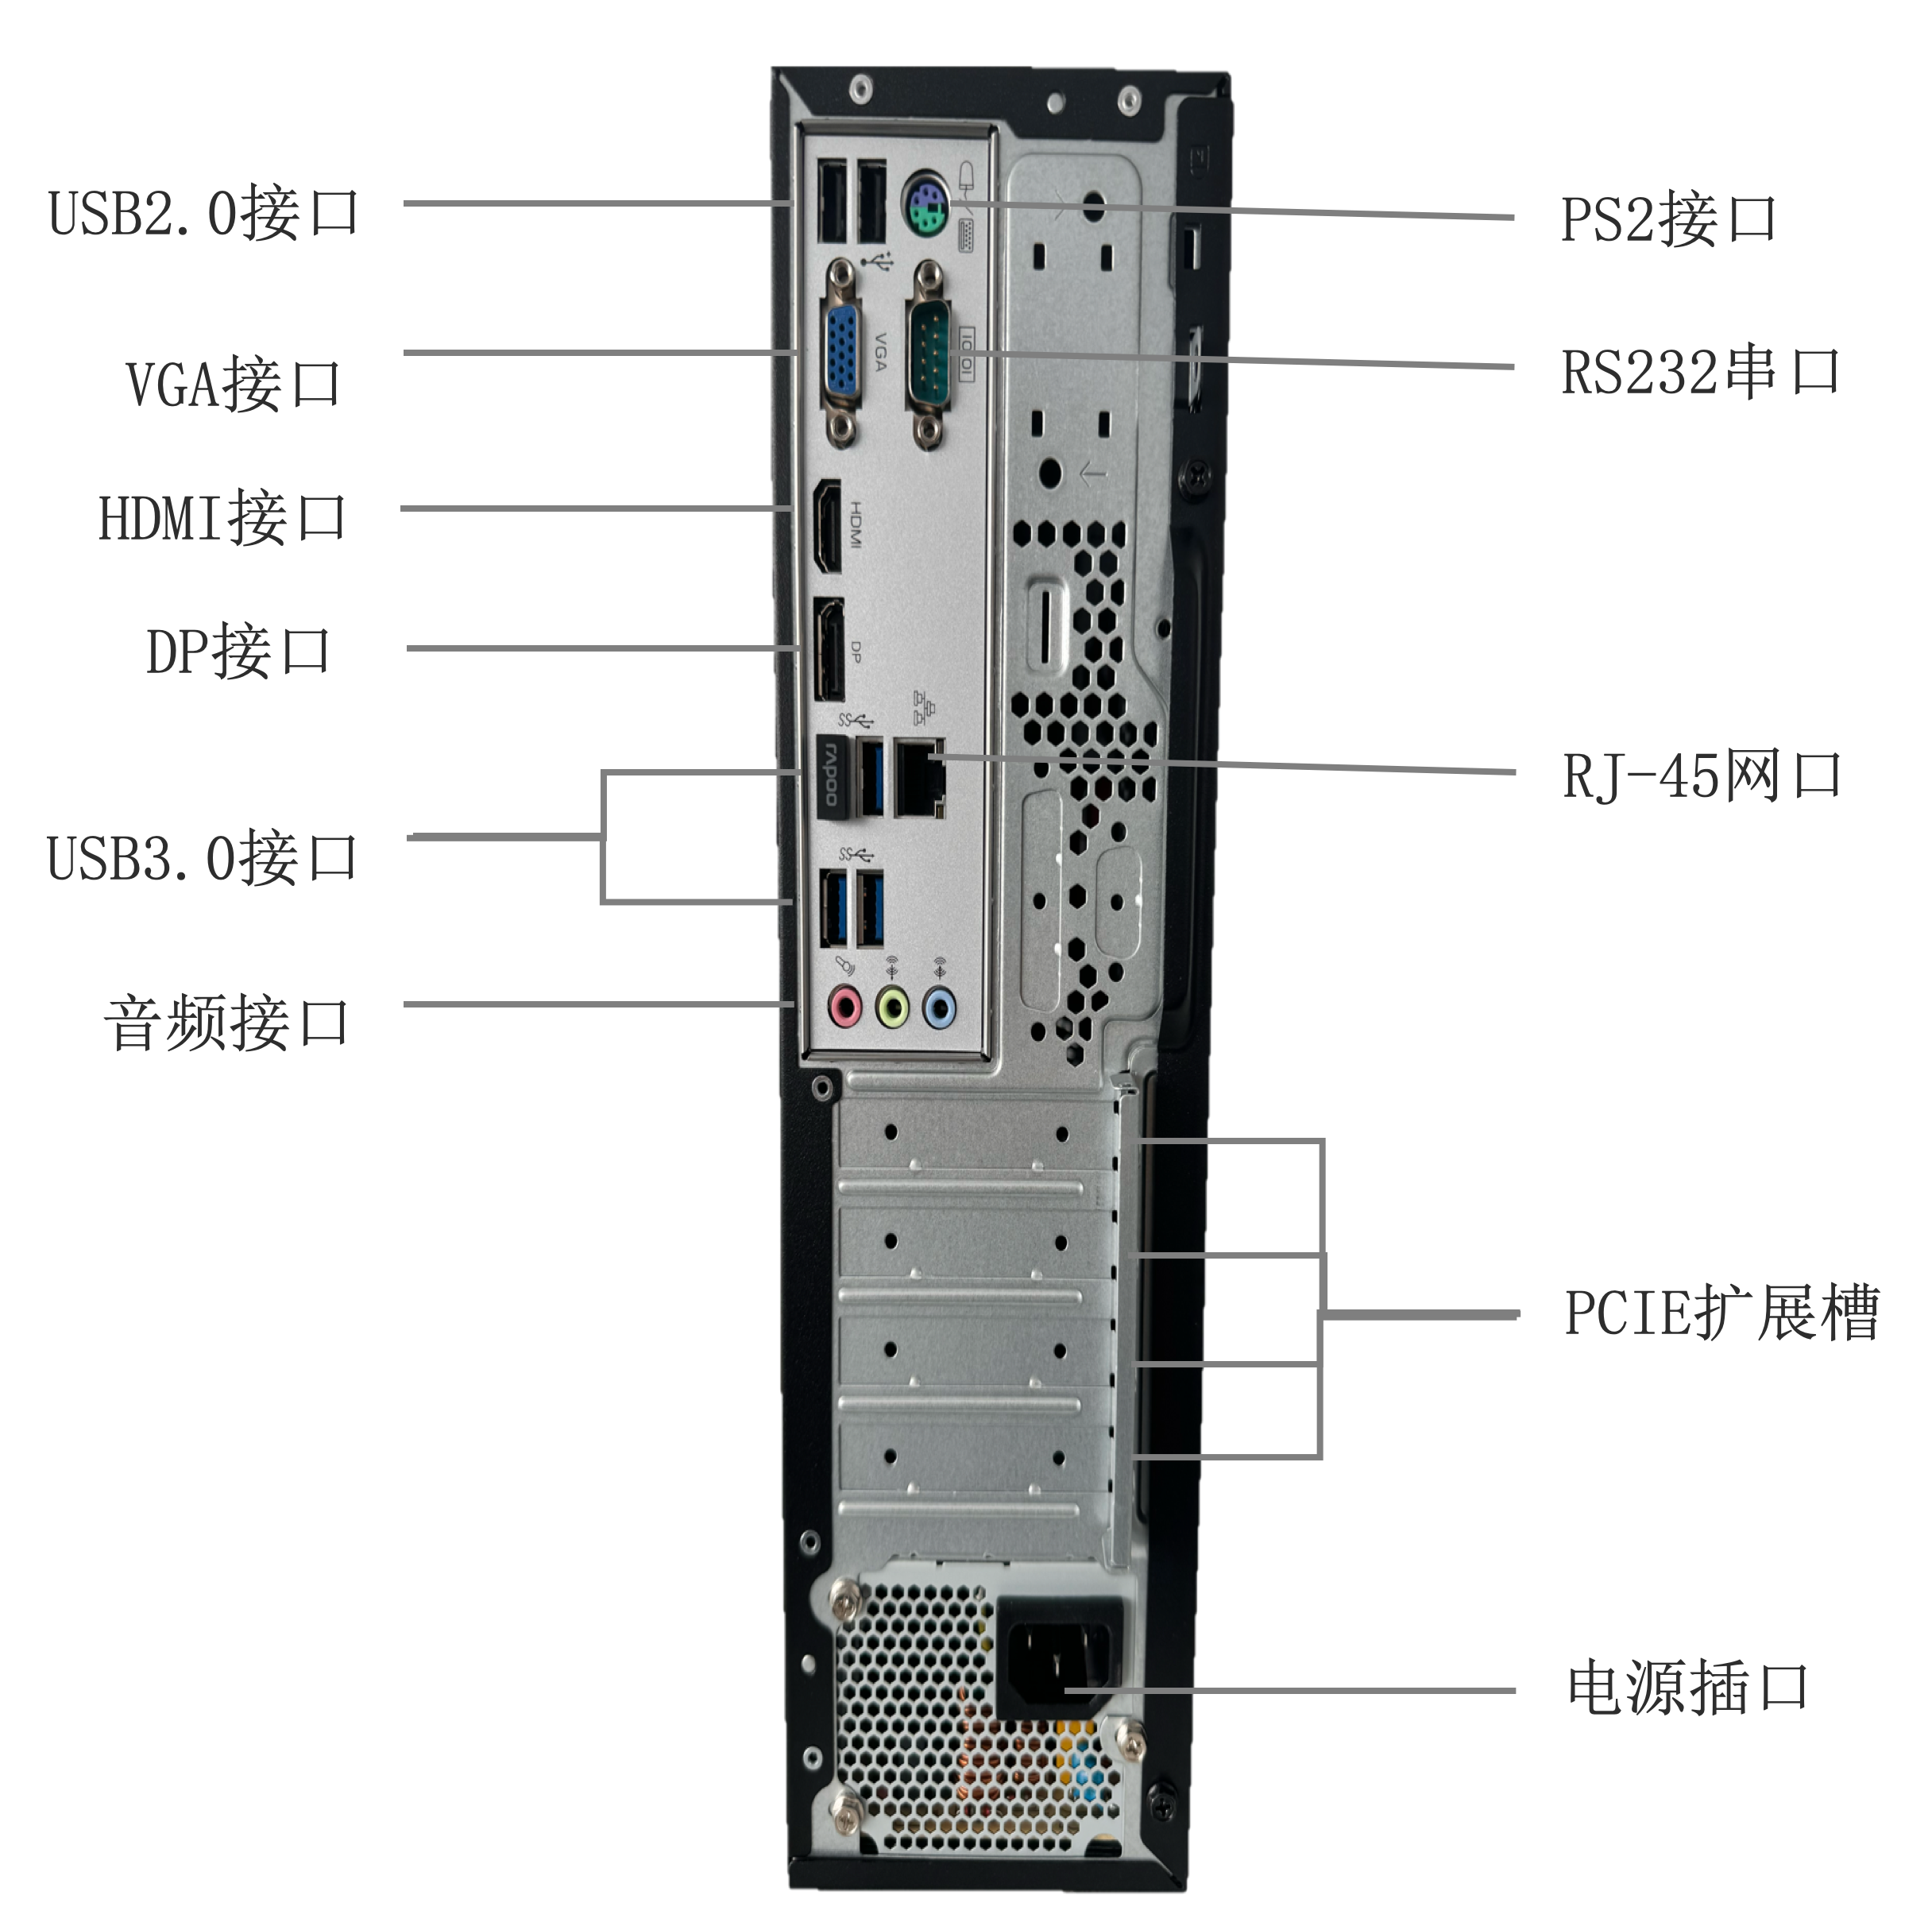 USB2.0接口
PS2接口
VGA接口
VGA
RS232串口
IOIOI
HDMI接口
HDMI
DP接口
DP
SS
rapoo
RJ-45网口
USB3.0接口
SS
音频接口
PCIE扩展槽
电源插口